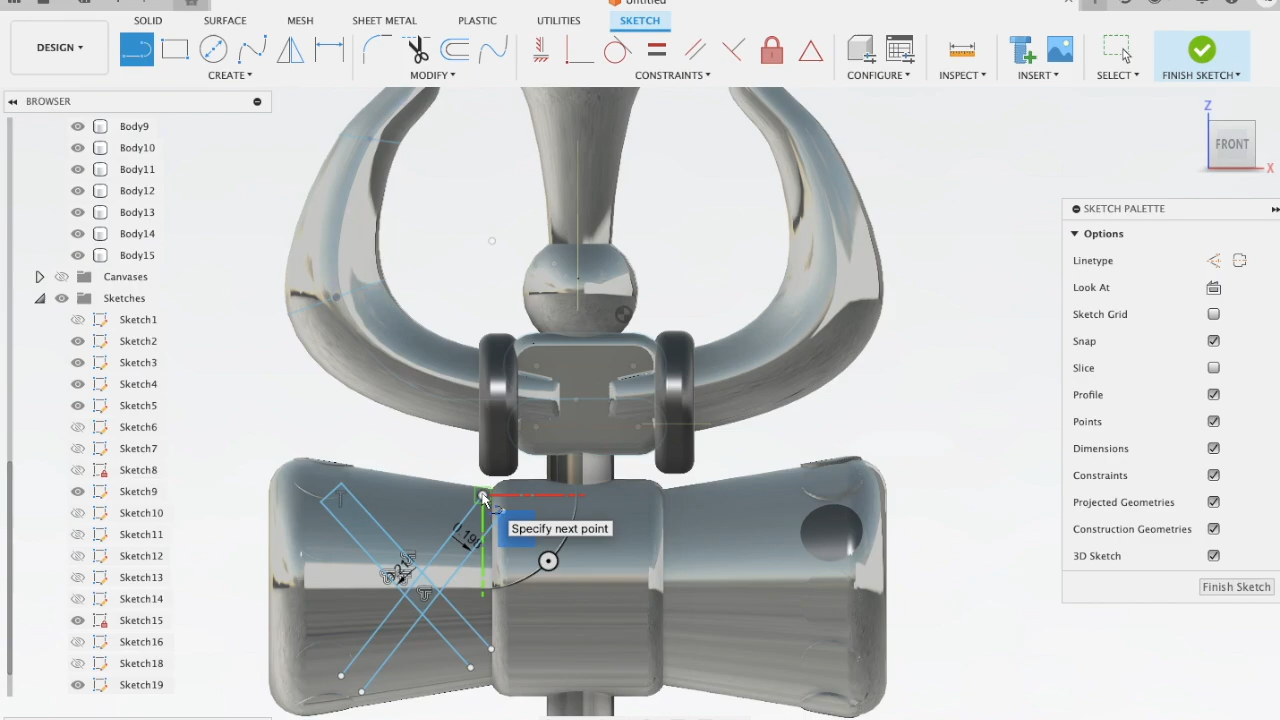 Untitled
SOLID
SURFACE
MESH
SHEET METAL
PLASTIC
UTILITIES
SKETCH
DESIGN
CREATE
MODIFY
CONSTRAINTS
CONFIGURE
INSPECT
INSERT
SELECT
FINISH SKETCH
BROWSER
Body9
Body10
Body11
Body12
Body13
Body14
Body15
Canvases
Sketches
Sketch1
Sketch2
Sketch3
Sketch4
Sketch5
Sketch6
Sketch7
Sketch8
Sketch9
Sketch10
Sketch11
Sketch12
Sketch13
Sketch14
Sketch15
Sketch16
Sketch18
Sketch19
Specify next point
Z
FRONT
X
SKETCH PALETTE
Options
Linetype
Look At
Sketch Grid
Snap
Slice
Profile
Points
Dimensions
Constraints
Projected Geometries
Construction Geometries
3D Sketch
Finish Sketch